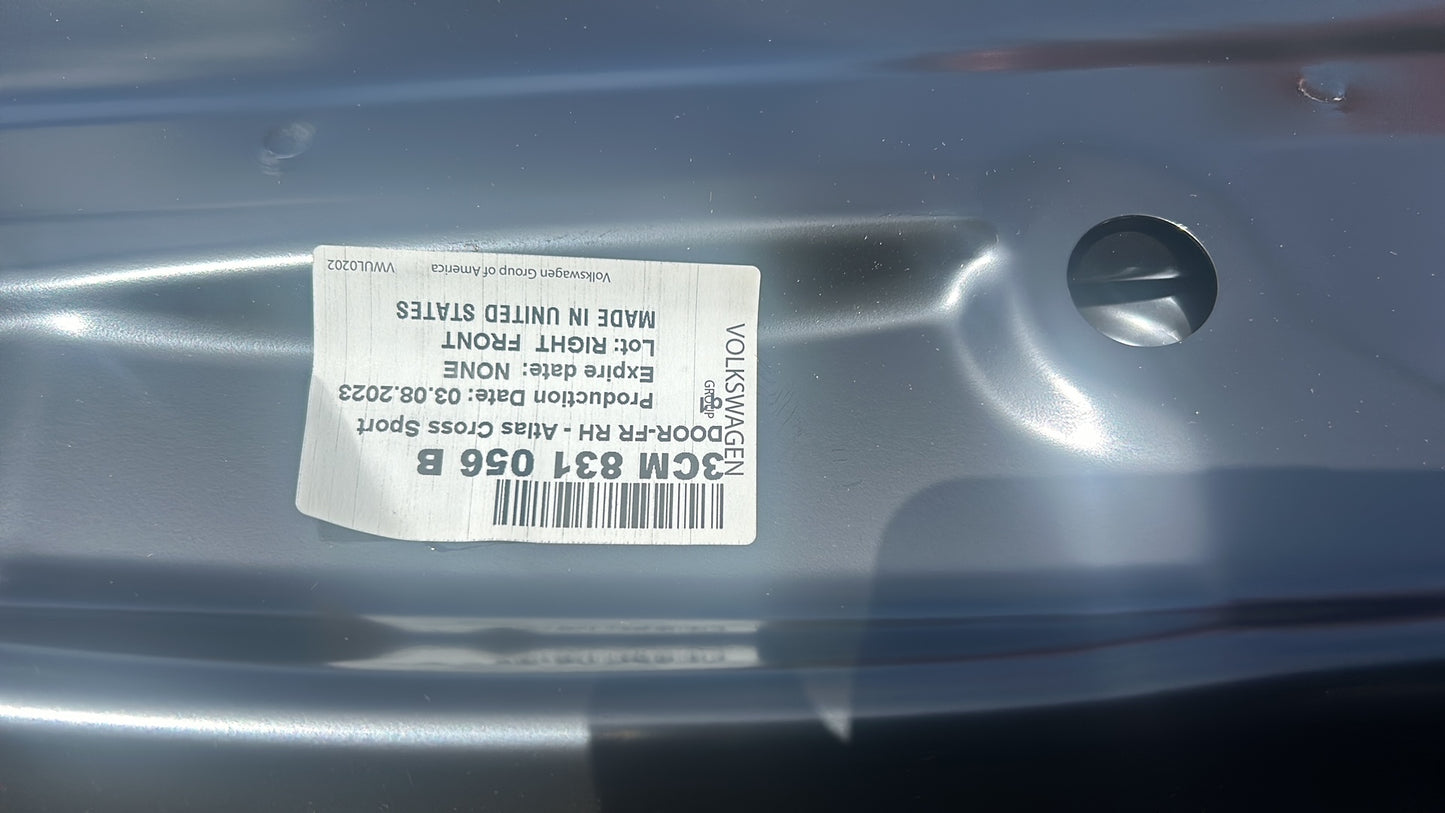 3CM 831 056 B
DOOR-FR RH - Atlas Cross Sport
Production Date: 03.08.2023
Expire date: NONE
Lot: RIGHT FRONT
MADE IN UNITED STATES
Volkswagen Group of America
VWUL0202
VOLKSWAGEN
GROUP